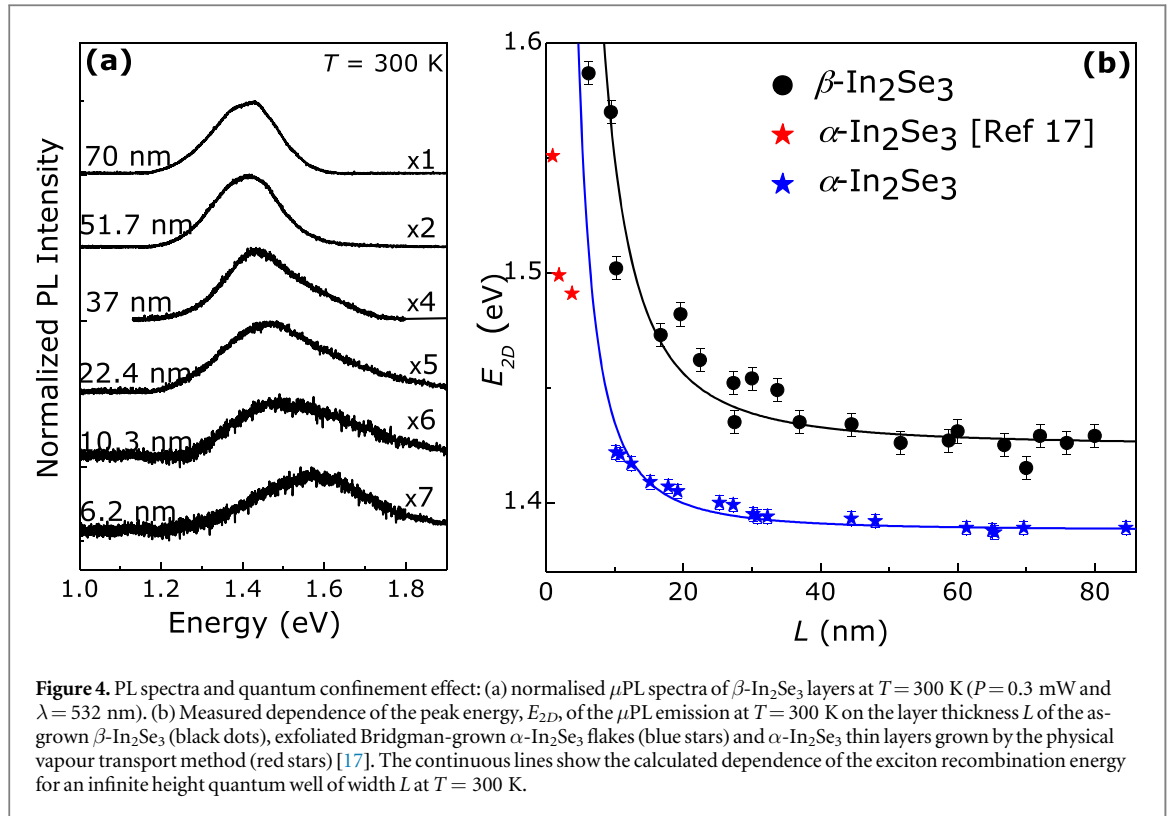 (a)
T = 300 K
70 nm
x1
51.7 nm
x2
37 nm
x4
22.4 nm
x5
10.3 nm
x6
6.2 nm
x7
1.0 1.2 1.4 1.6 1.8
Energy (eV)
Normalized PL Intensity
(b)
β-In2Se3
α-In2Se3 [Ref 17]
α-In2Se3
1.6
1.5
1.4
E2D (eV)
0 20 40 60 80
L (nm)
Figure 4. PL spectra and quantum confinement effect: (a) normalised μPL spectra of β-In2Se3 layers at T = 300 K (P = 0.3 mW and
λ = 532 nm). (b) Measured dependence of the peak energy, E2D, of the μPL emission at T = 300 K on the layer thickness L of the as-
grown β-In2Se3 (black dots), exfoliated Bridgman-grown α-In2Se3 flakes (blue stars) and α-In2Se3 thin layers grown by the physical
vapour transport method (red stars) [17]. The continuous lines show the calculated dependence of the exciton recombination energy
for an infinite height quantum well of width L at T = 300 K.